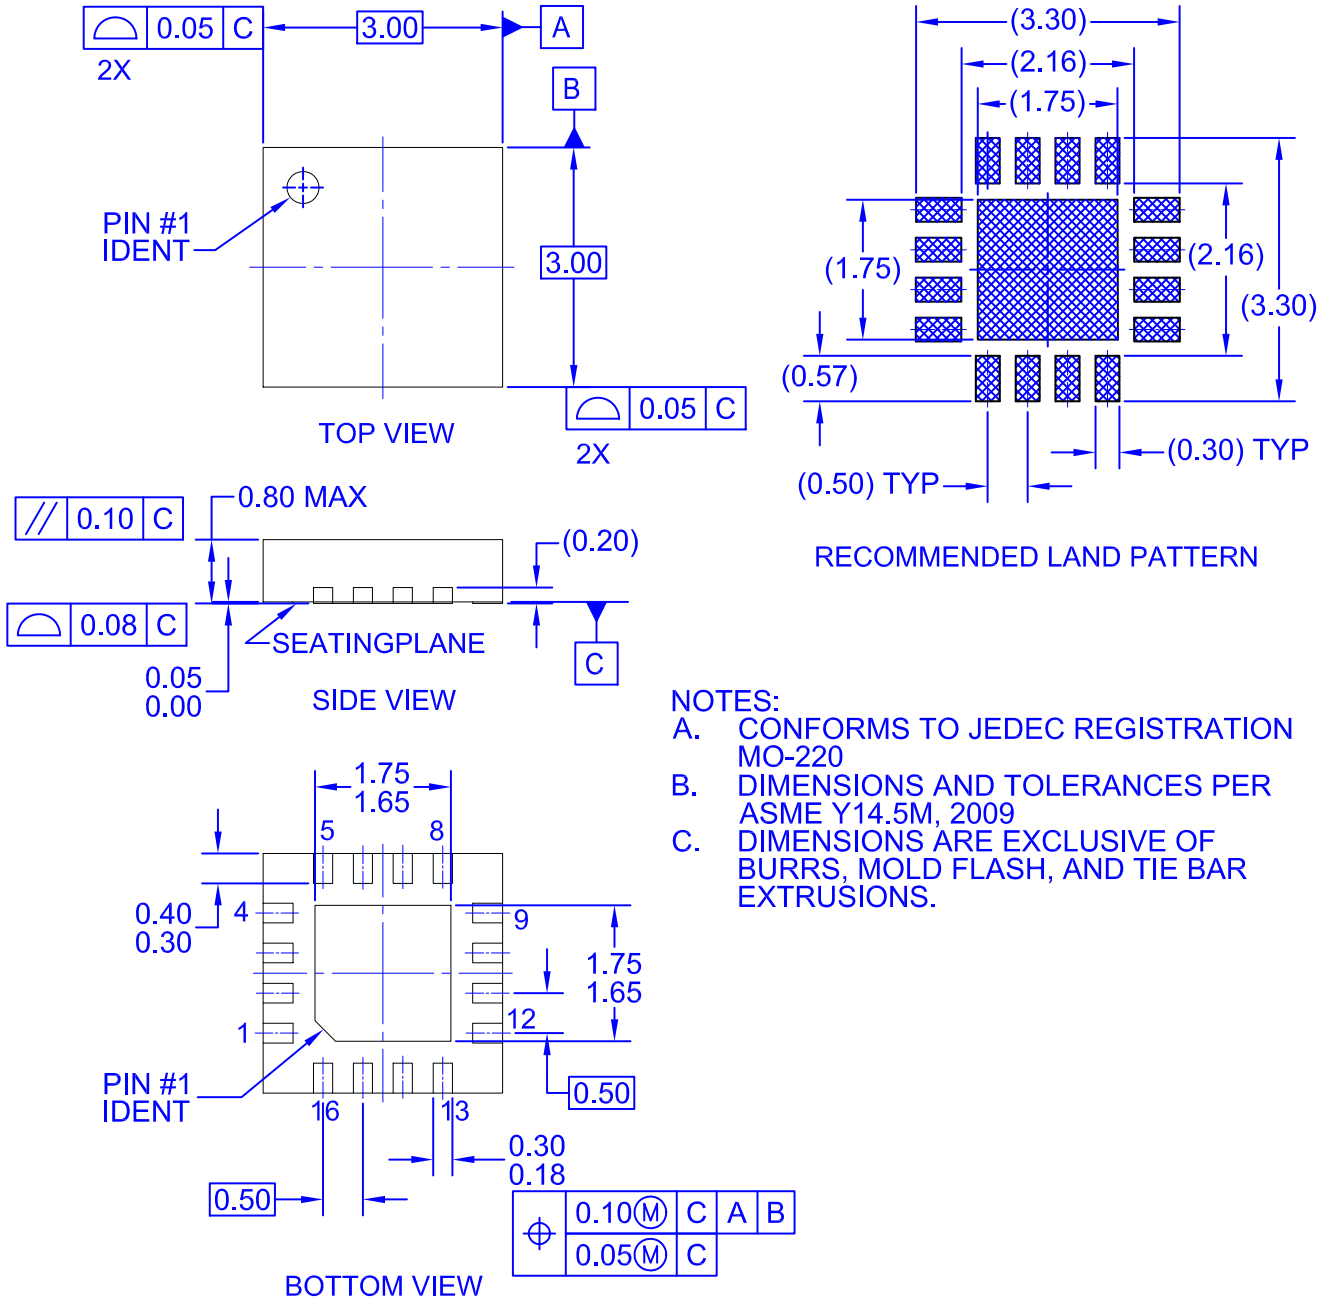 0.05 C
2X
3.00
A
B
PIN #1
IDENT
3.00
0.05 C
2X
TOP VIEW
(3.30)
(2.16)
(1.75)
(1.75)
(2.16)
(3.30)
(0.57)
(0.50) TYP
(0.30) TYP
RECOMMENDED LAND PATTERN
// 0.10 C
0.80 MAX
(0.20)
0.08 C
SEATINGPLANE
C
0.05
0.00
SIDE VIEW
NOTES:
A. CONFORMS TO JEDEC REGISTRATION
MO-220
B. DIMENSIONS AND TOLERANCES PER
ASME Y14.5M, 2009
C. DIMENSIONS ARE EXCLUSIVE OF
BURRS, MOLD FLASH, AND TIE BAR
EXTRUSIONS.
1.75
1.65
5 8
0.40
0.30
4
9
1.75
1.65
1
12
PIN #1
IDENT
16 13
0.50
0.30
0.18
0.50
0.10Ⓜ C A B
0.05Ⓜ C
BOTTOM VIEW